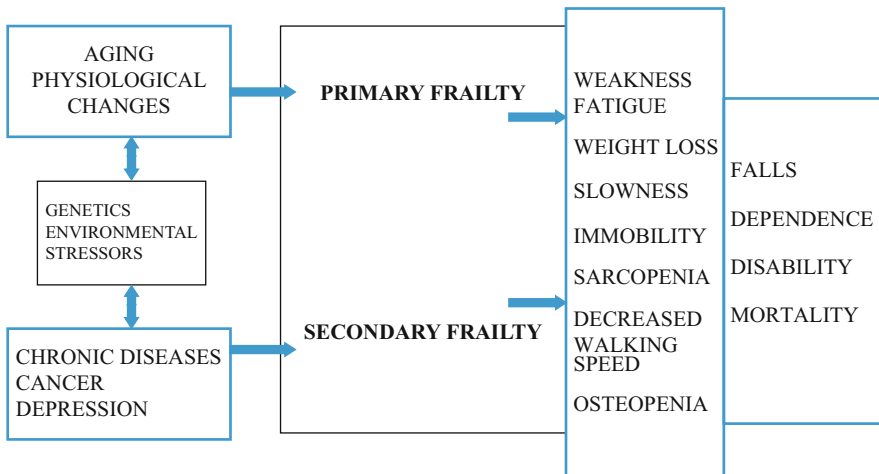 AGING
PHYSIOLOGICAL
CHANGES
GENETICS
ENVIRONMENTAL
STRESSORS
CHRONIC DISEASES
CANCER
DEPRESSION
PRIMARY FRAILTY
SECONDARY FRAILTY
WEAKNESS
FATIGUE
WEIGHT LOSS
SLOWNESS
IMMOBILITY
SARCOPENIA
DECREASED
WALKING
SPEED
OSTEOPENIA
FALLS
DEPENDENCE
DISABILITY
MORTALITY